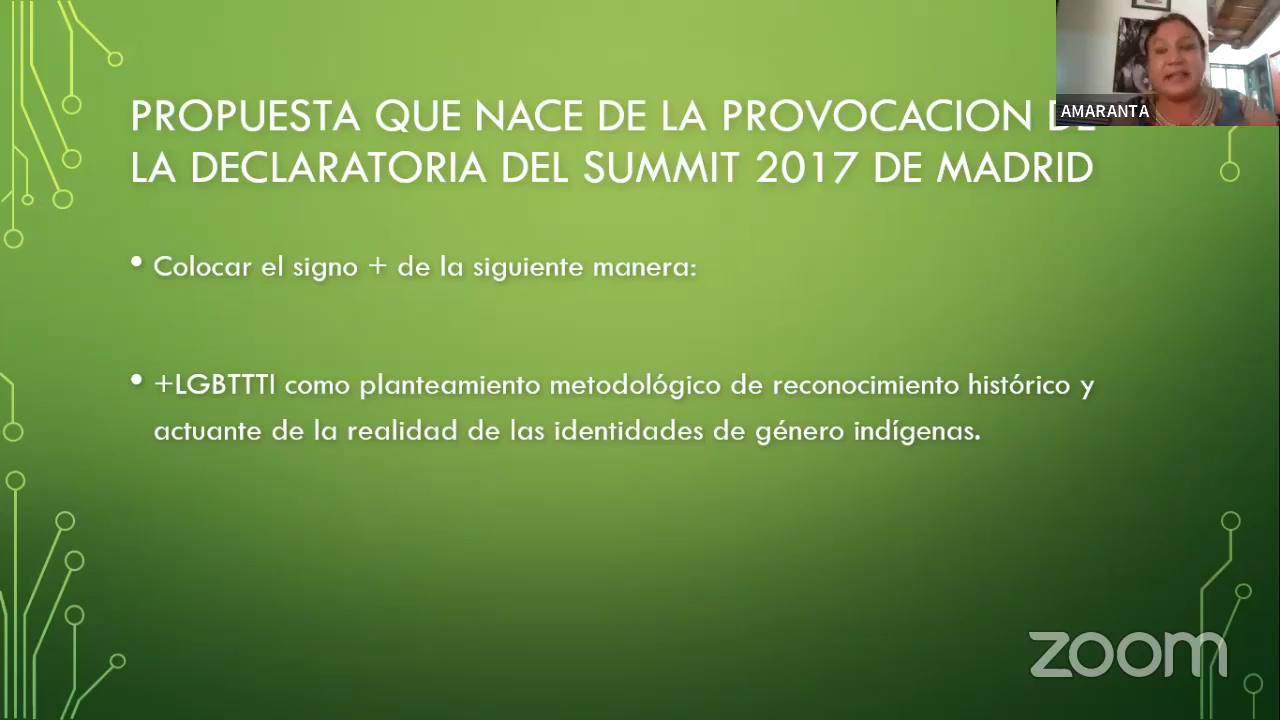 PROPUESTA QUE NACE DE LA PROVOCACION DE
LA DECLARATORIA DEL SUMMIT 2017 DE MADRID
AMARANTA
• Colocar el signo + de la siguiente manera:
• +LGBTTTI como planteamiento metodológico de reconocimiento histórico y
actuante de la realidad de las identidades de género indígenas.
zoom